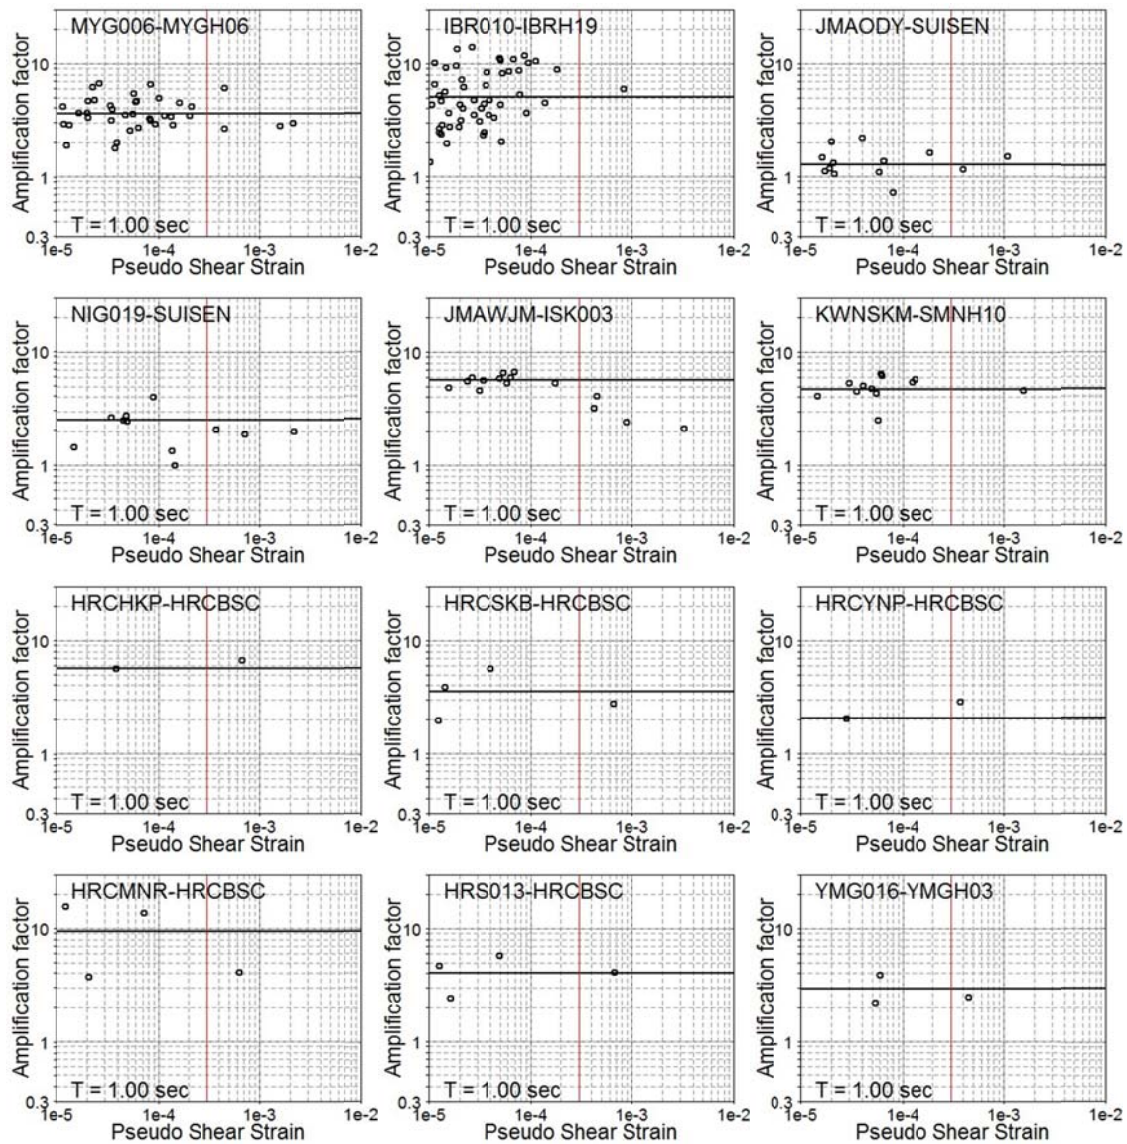 MYG006-MYGH06
Amplification factor
10
1
0.3
T = 1.00 sec
1e-5 1e-4 1e-3 1e-2
Pseudo Shear Strain
IBR010-IBRH19
Amplification factor
10
1
0.3
T = 1.00 sec
1e-5 1e-4 1e-3 1e-2
Pseudo Shear Strain
JMAODY-SUISEN
Amplification factor
10
1
0.3
T = 1.00 sec
1e-5 1e-4 1e-3 1e-2
Pseudo Shear Strain
NIG019-SUISEN
Amplification factor
10
1
0.3
T = 1.00 sec
1e-5 1e-4 1e-3 1e-2
Pseudo Shear Strain
JMAWJM-ISK003
Amplification factor
10
1
0.3
T = 1.00 sec
1e-5 1e-4 1e-3 1e-2
Pseudo Shear Strain
KWNSKM-SMNH10
Amplification factor
10
1
0.3
T = 1.00 sec
1e-5 1e-4 1e-3 1e-2
Pseudo Shear Strain
HRCHKP-HRCBSC
Amplification factor
10
1
0.3
T = 1.00 sec
1e-5 1e-4 1e-3 1e-2
Pseudo Shear Strain
HRCSKB-HRCBSC
Amplification factor
10
1
0.3
T = 1.00 sec
1e-5 1e-4 1e-3 1e-2
Pseudo Shear Strain
HRCYNP-HRCBSC
Amplification factor
10
1
0.3
T = 1.00 sec
1e-5 1e-4 1e-3 1e-2
Pseudo Shear Strain
HRCMNR-HRCBSC
Amplification factor
10
1
0.3
T = 1.00 sec
1e-5 1e-4 1e-3 1e-2
Pseudo Shear Strain
HRS013-HRCBSC
Amplification factor
10
1
0.3
T = 1.00 sec
1e-5 1e-4 1e-3 1e-2
Pseudo Shear Strain
YMG016-YMGH03
Amplification factor
10
1
0.3
T = 1.00 sec
1e-5 1e-4 1e-3 1e-2
Pseudo Shear Strain